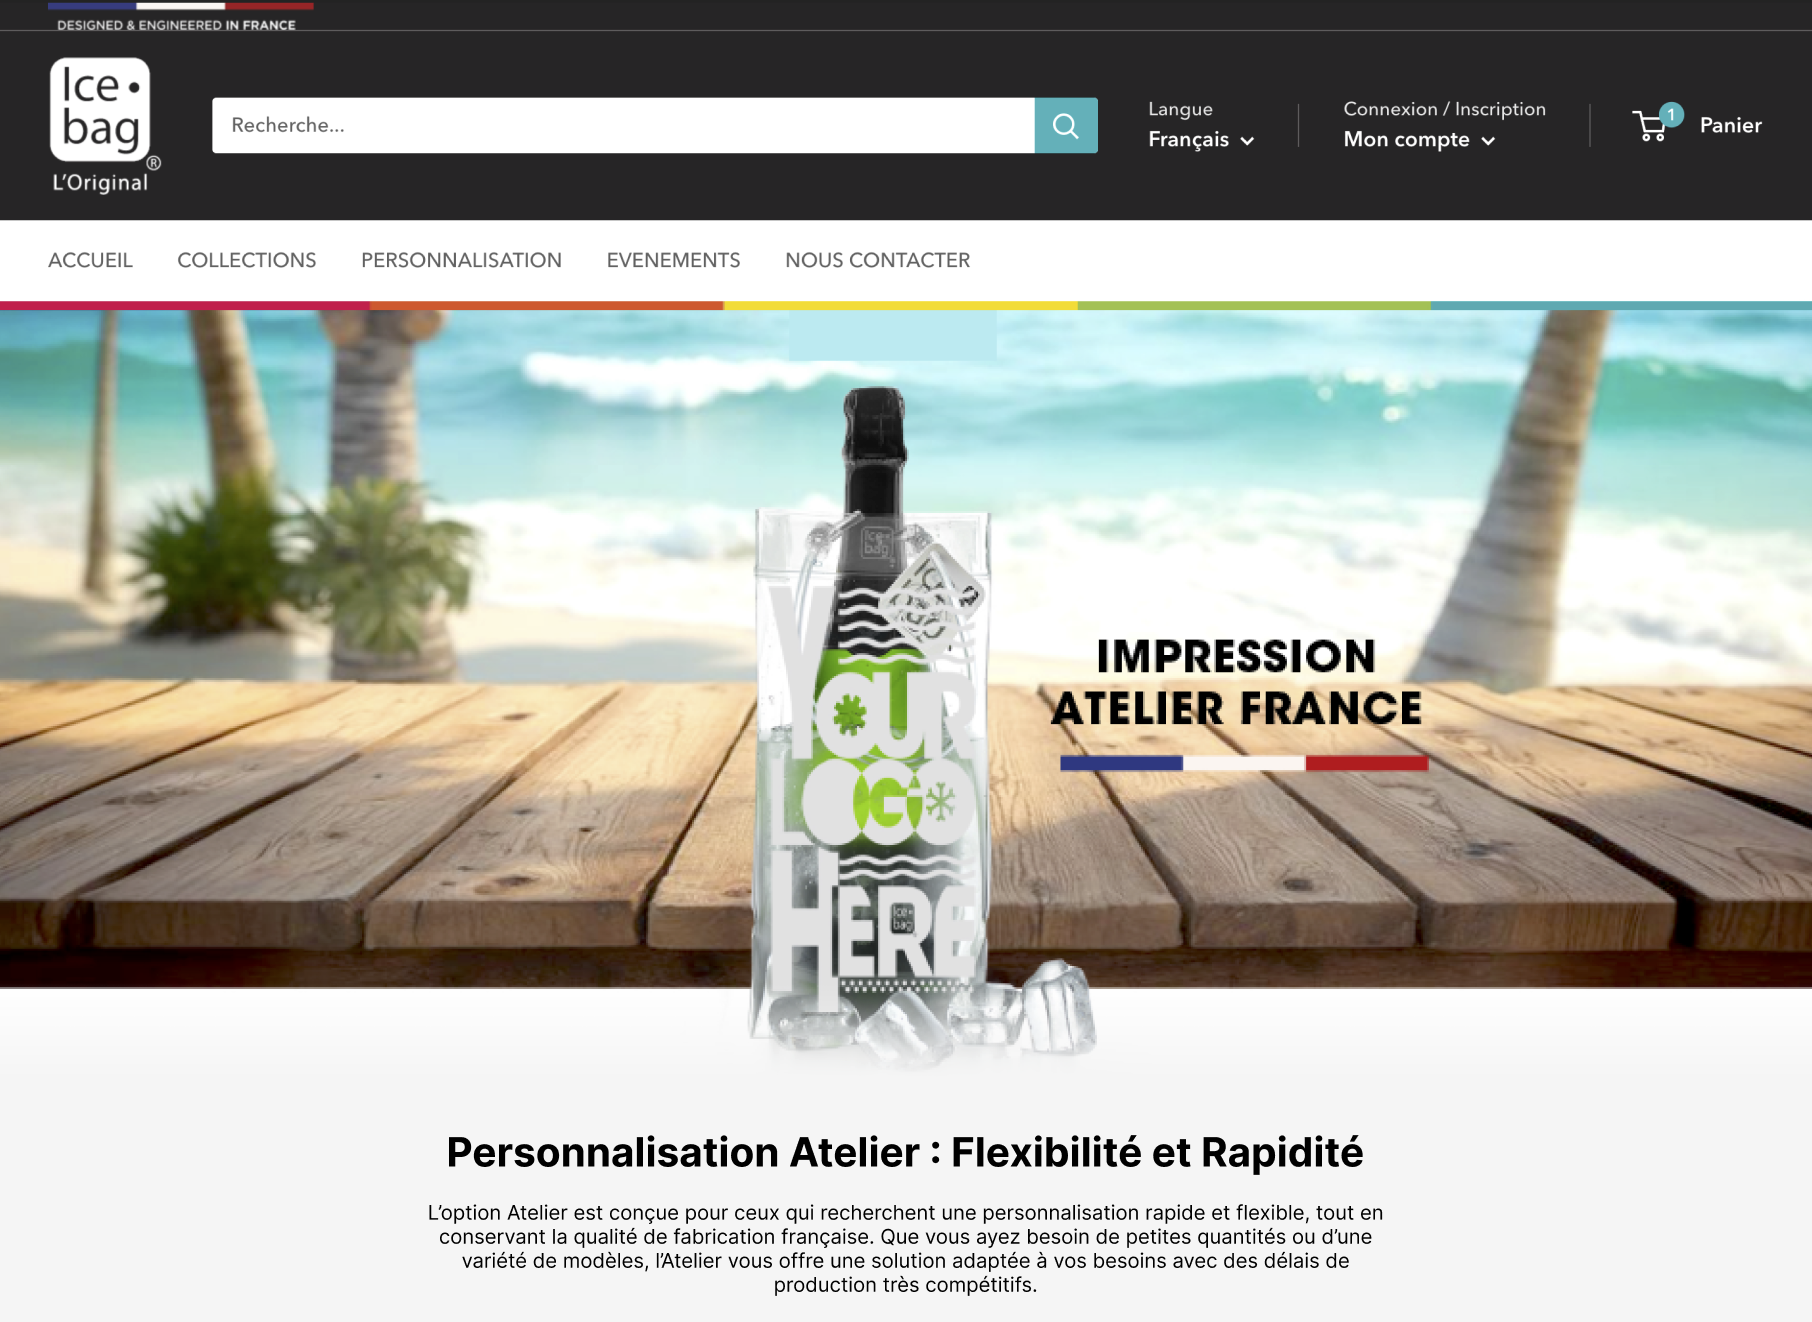 DESIGNED & ENGINEERED IN FRANCE
Ice•
bag
®
L'Original
Recherche...
Langue
Français
Connexion / Inscription
Mon compte
1
Panier
ACCUEIL
COLLECTIONS
PERSONNALISATION
EVENEMENTS
NOUS CONTACTER
Ice•
bag
YOUR
LOGO
HERE
Ice•
bag
IMPRESSION
ATELIER FRANCE
Personnalisation Atelier : Flexibilité et Rapidité
L’option Atelier est conçue pour ceux qui recherchent une personnalisation rapide et flexible, tout en
conservant la qualité de fabrication française. Que vous ayez besoin de petites quantités ou d’une
variété de modèles, l’Atelier vous offre une solution adaptée à vos besoins avec des délais de
production très compétitifs.